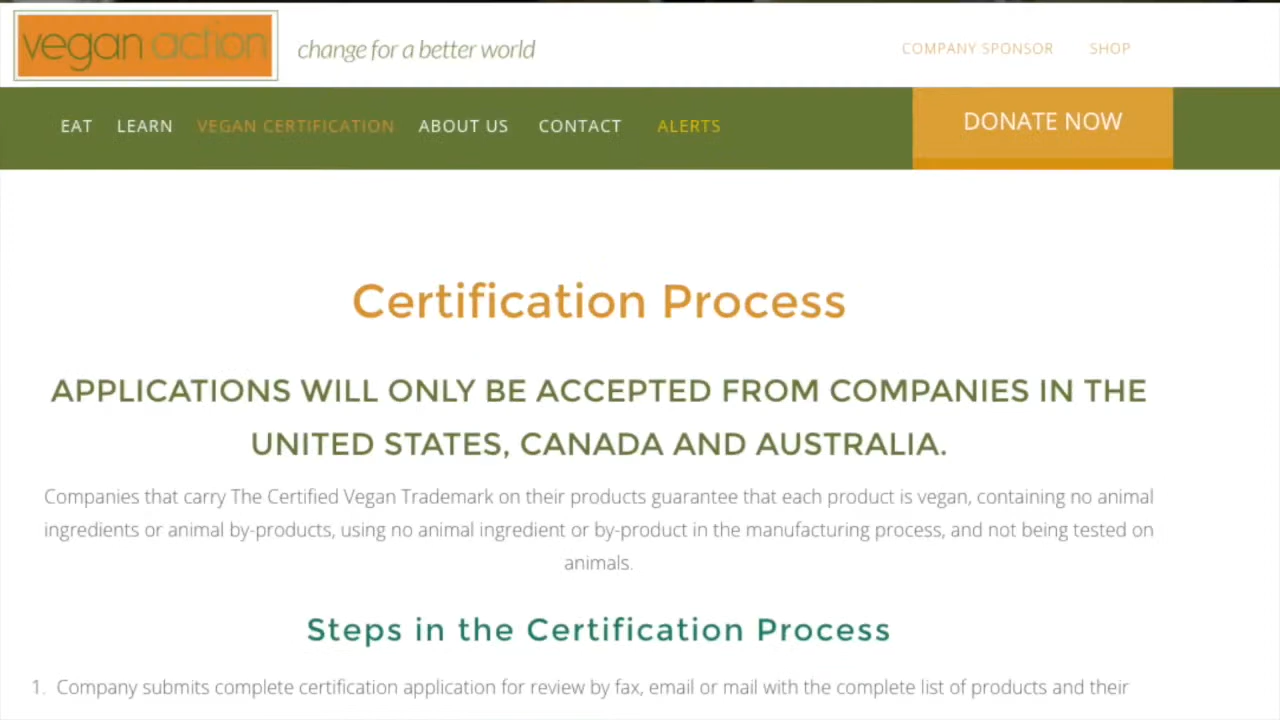 vegan action
change for a better world
COMPANY SPONSOR SHOP
EAT LEARN VEGAN CERTIFICATION ABOUT US CONTACT ALERTS
DONATE NOW
Certification Process
APPLICATIONS WILL ONLY BE ACCEPTED FROM COMPANIES IN THE
UNITED STATES, CANADA AND AUSTRALIA.
Companies that carry The Certified Vegan Trademark on their products guarantee that each product is vegan, containing no animal
ingredients or animal by-products, using no animal ingredient or by-product in the manufacturing process, and not being tested on
animals.
Steps in the Certification Process
1. Company submits complete certification application for review by fax, email or mail with the complete list of products and their